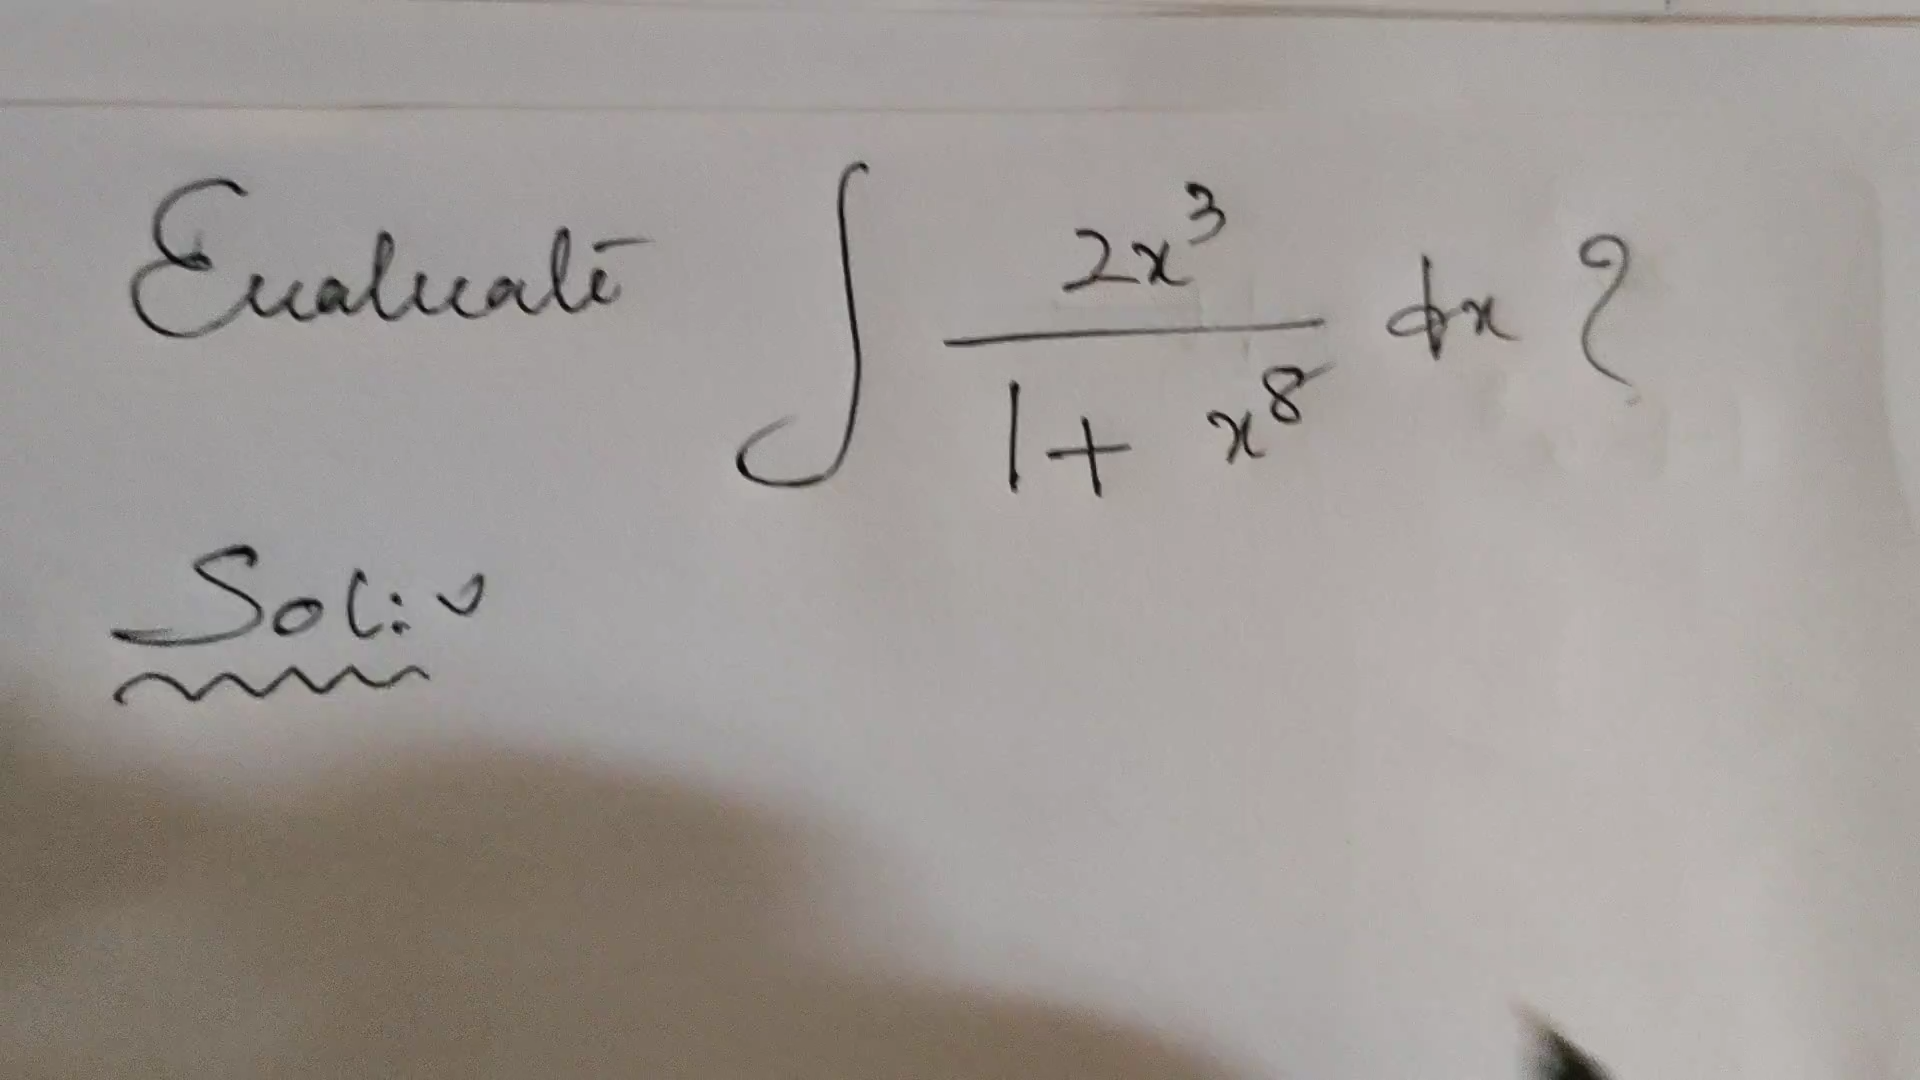 Evaluate ∫ 2x³ / 1 + x⁸ dx ?
Sol: